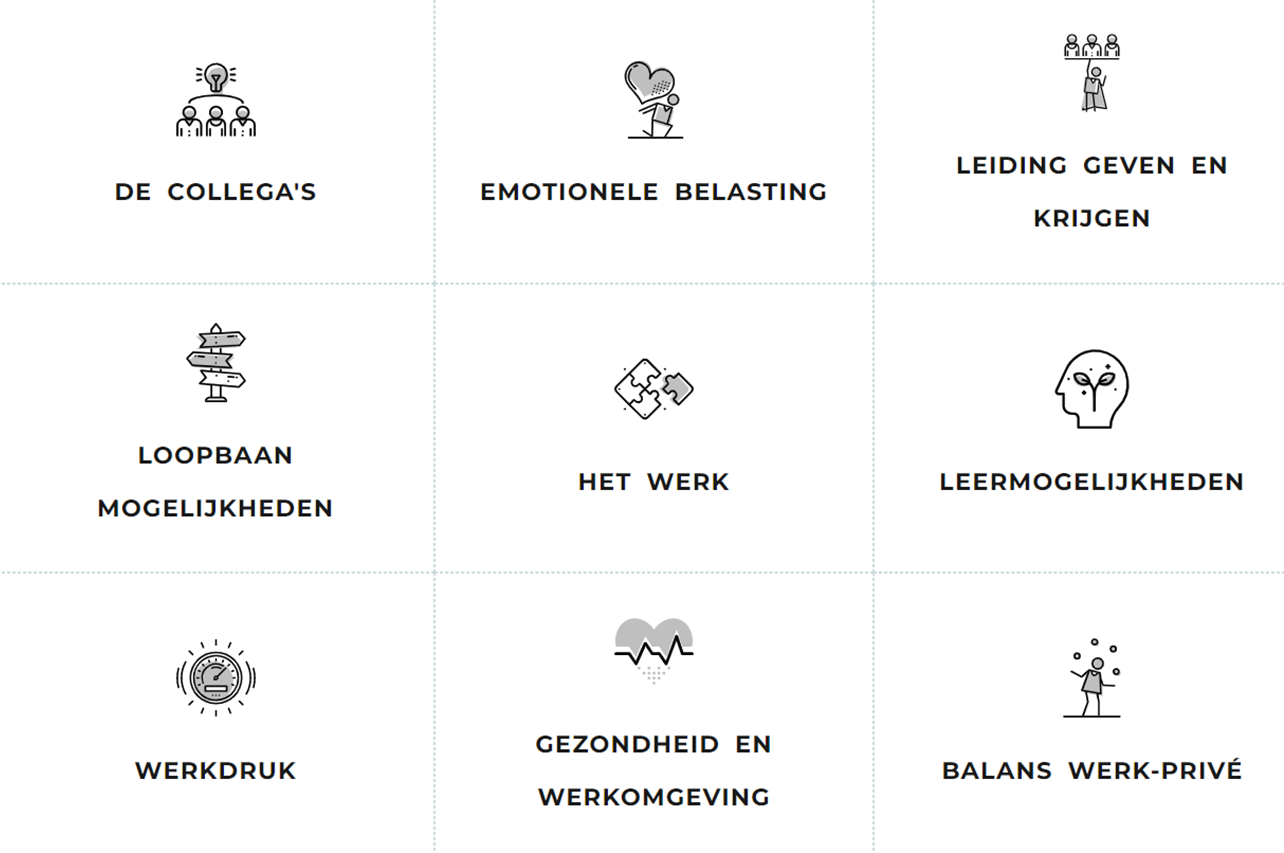 DE COLLEGA'S
EMOTIONELE BELASTING
LEIDING GEVEN EN
KRIJGEN
LOOPBAAN
MOGELIJKHEDEN
HET WERK
LEERMOGELIJKHEDEN
WERKDRUK
GEZONDHEID EN
WERKOMGEVING
BALANS WERK-PRIVÉ